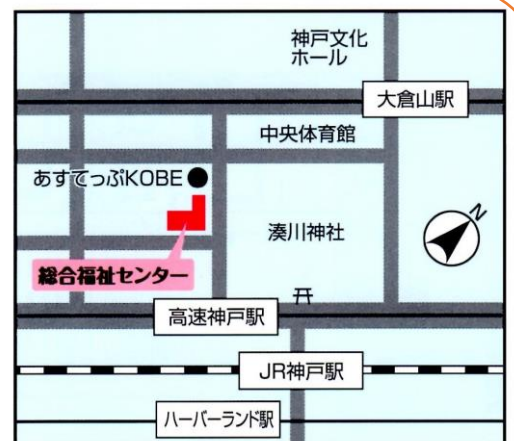 神戸文化
ホール
大倉山駅
中央体育館
あすてっぷKOBE
湊川神社
N
総合福祉センター
高速神戸駅
JR神戸駅
ハーバーランド駅